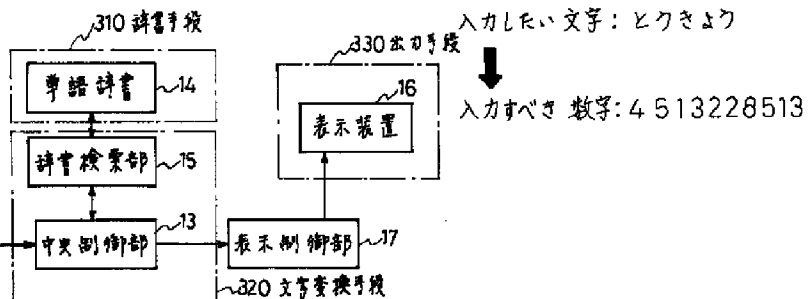 310 辞書手段
単語辞書 14
辞書検索部 15
中央制御部 13
320 文字変換手段
表示制御部 17
330 出力手段
16
表示装置
入力したい文字: とうきょう
入力すべき数字: 4513228513